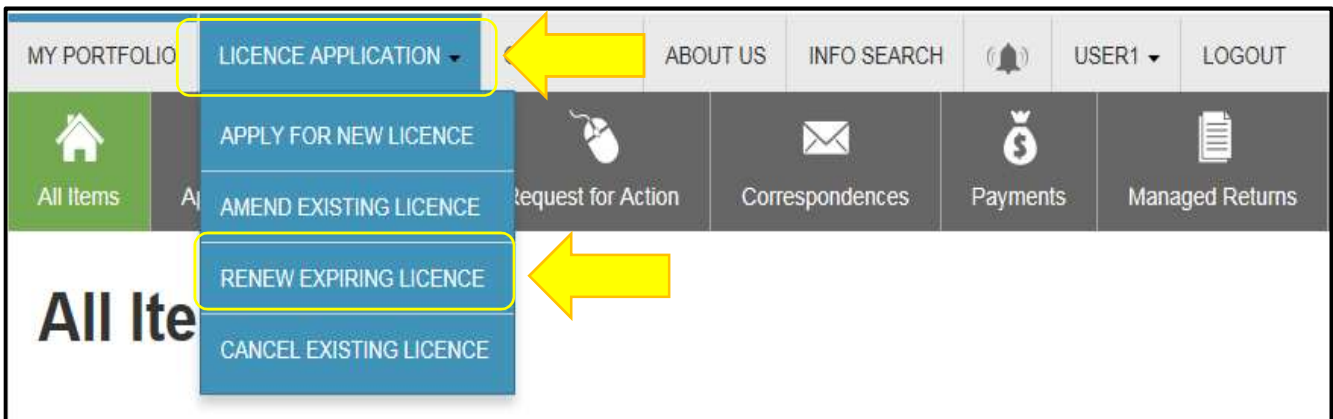 MY PORTFOLIO LICENCE APPLICATION ABOUT US INFO SEARCH USER1 LOGOUT
APPLY FOR NEW LICENCE
All Items Request for Action Correspondences Payments Managed Returns
AMEND EXISTING LICENCE
RENEW EXPIRING LICENCE
All Ite
CANCEL EXISTING LICENCE